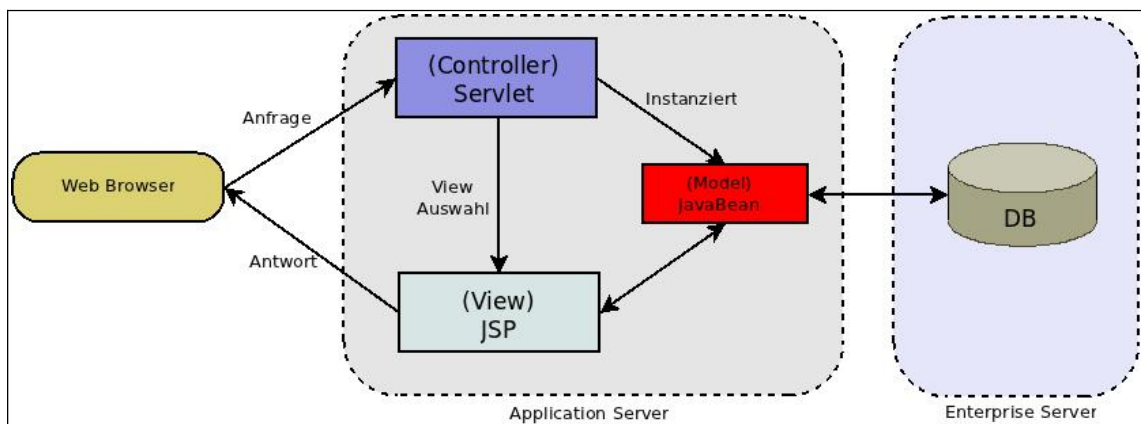 (Controller)
Servlet
Instanziert
Anfrage
Web Browser
(Model)
JavaBean
View
Auswahl
DB
Antwort
(View)
JSP
Application Server
Enterprise Server